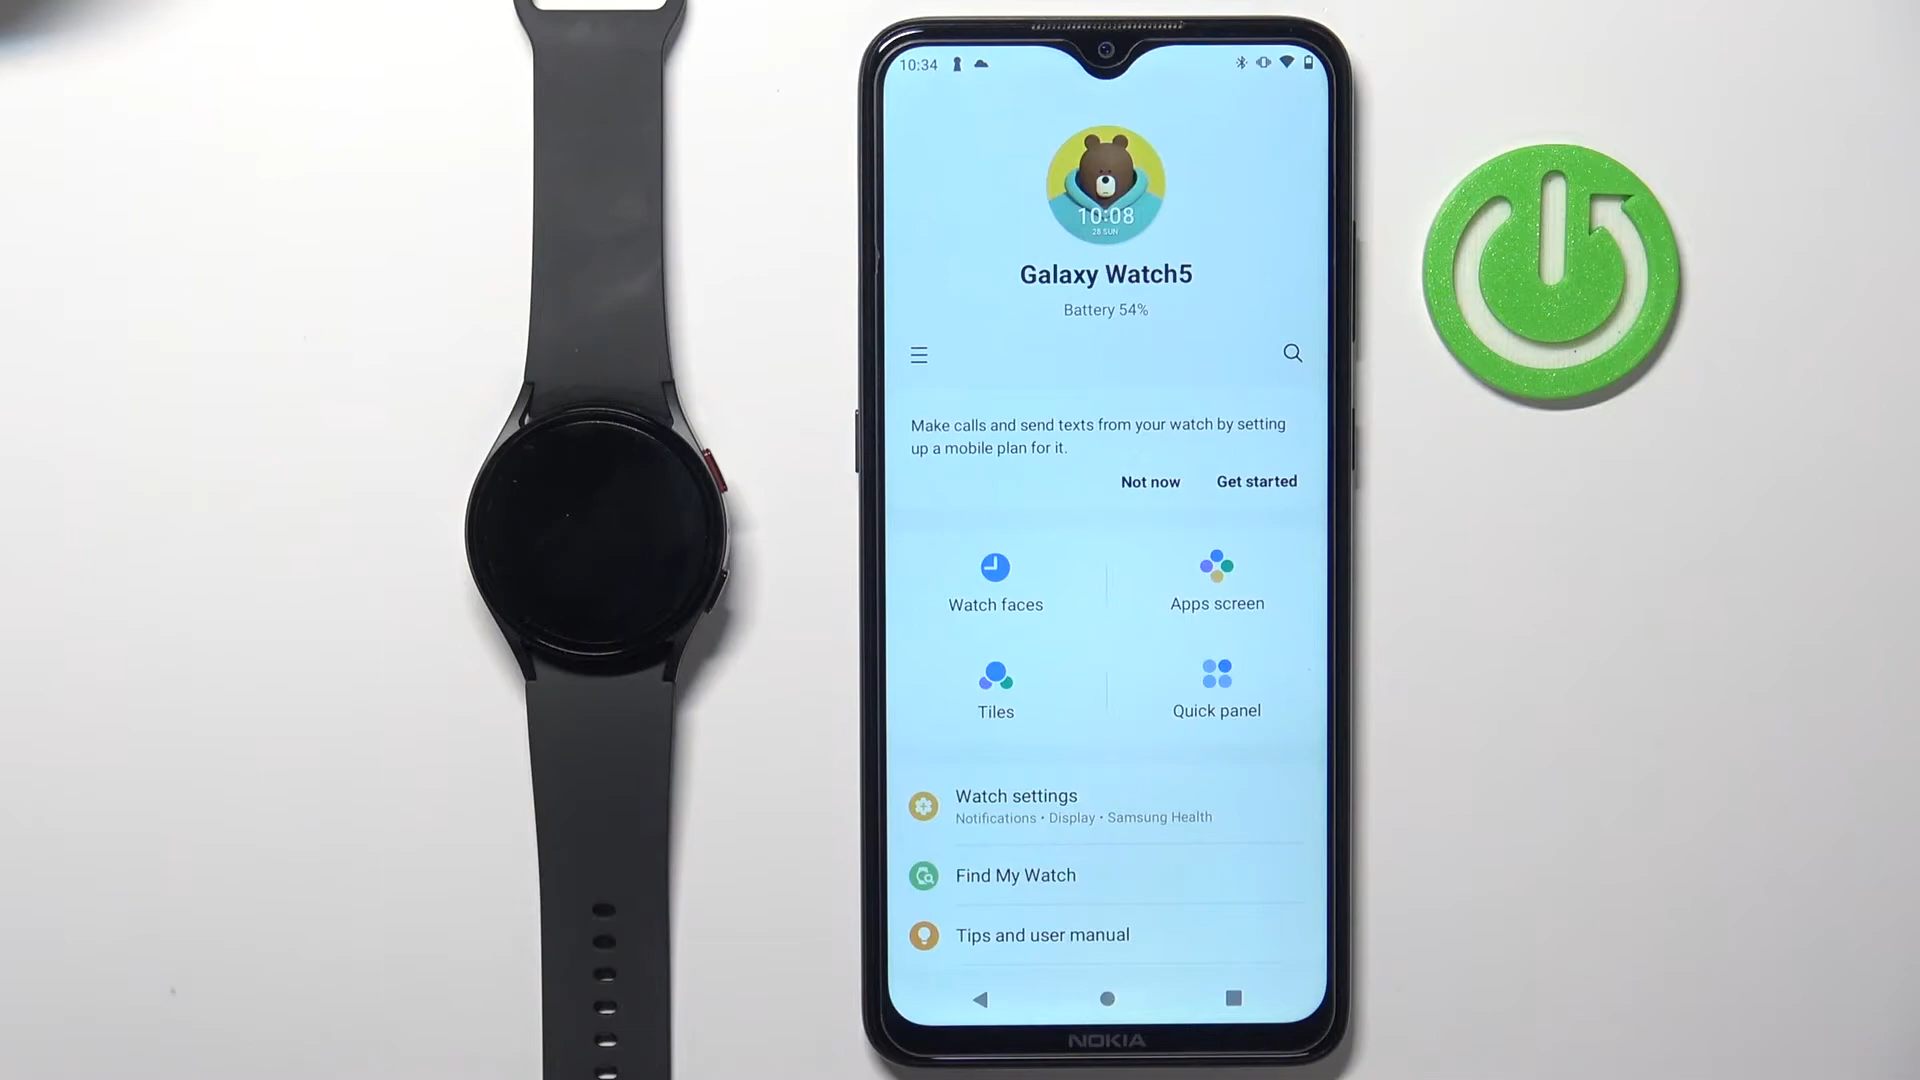 10:34
10:08
28 SUN
Galaxy Watch5
Battery 54%
Make calls and send texts from your watch by setting
up a mobile plan for it.
Not now Get started
Watch faces Apps screen
Tiles Quick panel
Watch settings
Notifications • Display • Samsung Health
Find My Watch
Tips and user manual
NOKIA